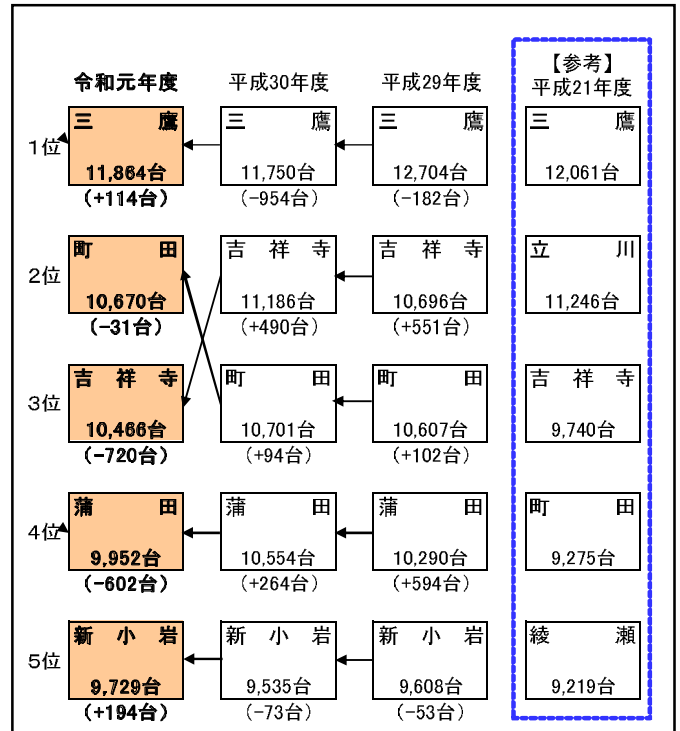 【参考】
令和元年度 平成30年度 平成29年度 平成21年度
1位 三鷹 三鷹 三鷹 三鷹
11,864台 11,750台 12,704台 12,061台
(+114台) (-954台) (-182台)
2位 町田 吉祥寺 吉祥寺 立川
10,670台 11,186台 10,696台 11,246台
(-31台) (+490台) (+551台)
3位 吉祥寺 町田 町田 吉祥寺
10,466台 10,701台 10,607台 9,740台
(-720台) (+94台) (+102台)
4位 蒲田 蒲田 蒲田 町田
9,952台 10,554台 10,290台 9,275台
(-602台) (+264台) (+594台)
5位 新小岩 新小岩 新小岩 綾瀬
9,729台 9,535台 9,608台 9,219台
(+194台) (-73台) (-53台)